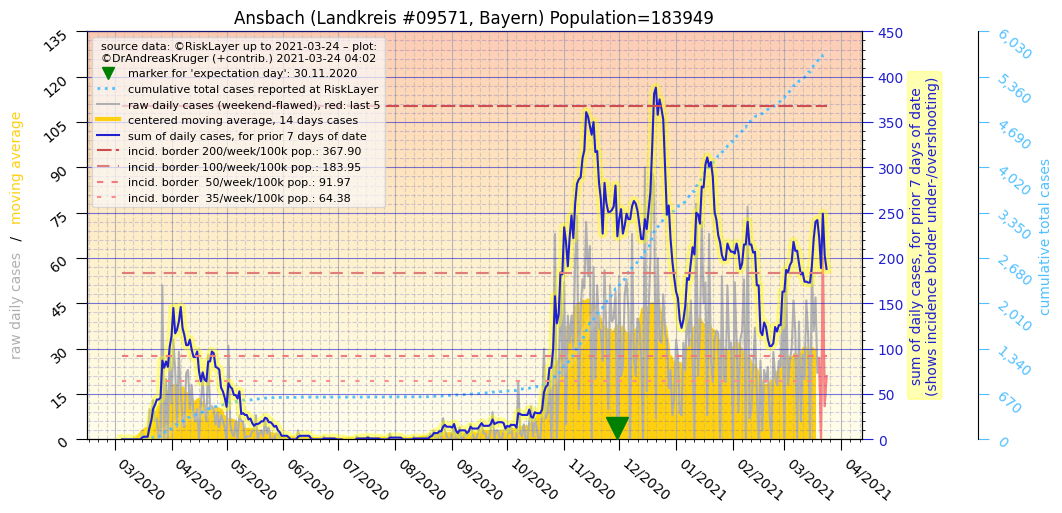 Ansbach (Landkreis #09571, Bayern) Population=183949
source data: ©RiskLayer up to 2021-03-24 – plot:
©DrAndreasKruger (+contrib.) 2021-03-24 04:02
marker for 'expectation day': 30.11.2020
cumulative total cases reported at RiskLayer
raw daily cases (weekend-flawed), red: last 5
centered moving average, 14 days cases
sum of daily cases, for prior 7 days of date
incid. border 200/week/100k pop.: 367.90
incid. border 100/week/100k pop.: 183.95
incid. border 50/week/100k pop.: 91.97
incid. border 35/week/100k pop.: 64.38
raw daily cases / moving average
135
120
105
90
75
60
45
30
15
0
03/2020
04/2020
05/2020
06/2020
07/2020
08/2020
09/2020
10/2020
11/2020
12/2020
01/2021
02/2021
03/2021
04/2021
450
400
350
300
250
200
150
100
50
0
sum of daily cases, for prior 7 days of date
(shows incidence border under-/overshooting)
6,030
5,360
4,690
4,020
3,350
2,680
2,010
1,340
670
0
cumulative total cases